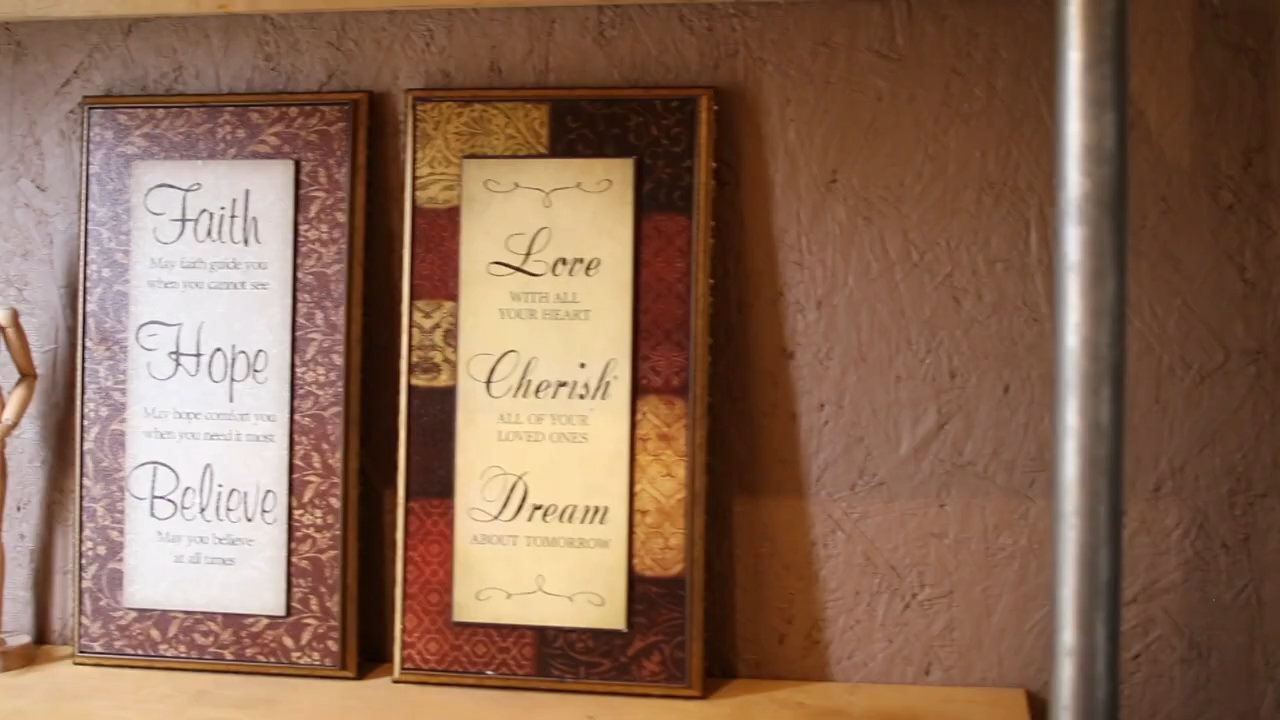 Faith
May faith guide you
when you cannot see
Hope
May hope comfort you
when you need it most
Believe
May you believe
at all times
Love
WITH ALL
YOUR HEART
Cherish
ALL OF YOUR
LOVED ONES
Dream
ABOUT TOMORROW